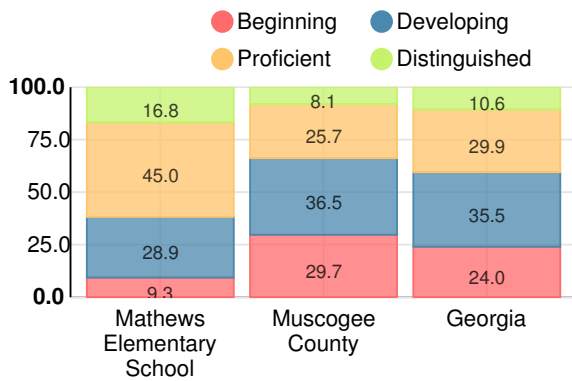 Beginning Developing
Proficient Distinguished
100.0
75.0
50.0
25.0
0.0
16.8 8.1 10.6
45.0 25.7 29.9
28.9 36.5 35.5
9.3 29.7 24.0
Mathews Muscogee Georgia
Elementary County
School